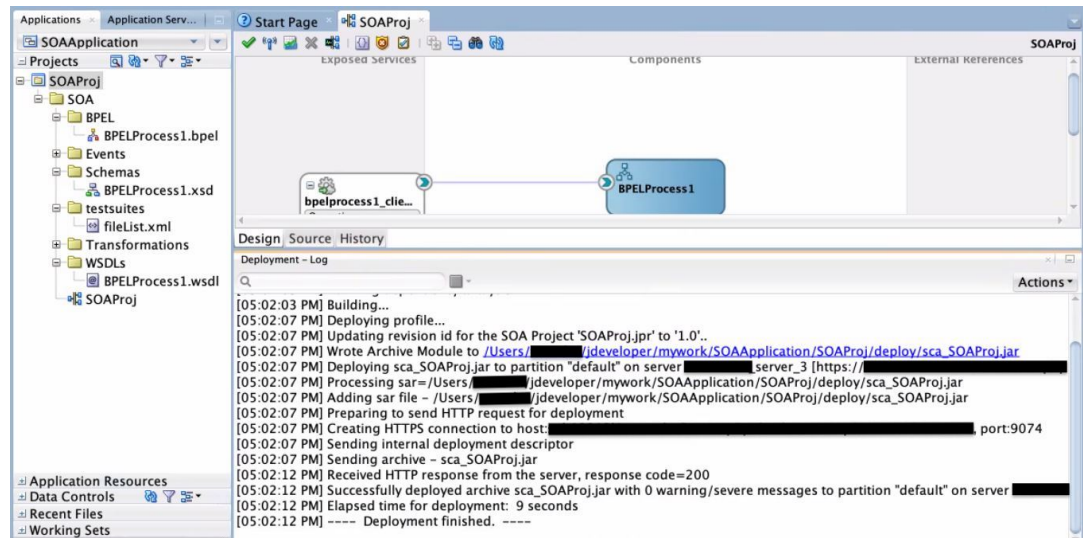 Applications Application Serv...
SOAApplication
Projects
SOAProj
SOA
BPEL
BPELProcess1.bpel
Events
Schemas
BPELProcess1.xsd
testsuites
fileList.xml
Transformations
WSDLs
BPELProcess1.wsdl
SOAProj
Application Resources
Data Controls
Recent Files
Working Sets
Start Page SOAProj
SOAProj
Exposed Services Components External References
bpelprocess1_clie...
BPELProcess1
Design Source History
Deployment - Log
Actions
[05:02:03 PM] Building...
[05:02:07 PM] Deploying profile...
[05:02:07 PM] Updating revision id for the SOA Project 'SOAProj.jpr' to '1.0'..
[05:02:07 PM] Wrote Archive Module to /Users/ /jdeveloper/mywork/SOAApplication/SOAProj/deploy/sca_SOAProj.jar
[05:02:07 PM] Deploying sca_SOAProj.jar to partition "default" on server _server_3 [https://
[05:02:07 PM] Processing sar=/Users/ /jdeveloper/mywork/SOAApplication/SOAProj/deploy/sca_SOAProj.jar
[05:02:07 PM] Adding sar file - /Users/ /jdeveloper/mywork/SOAApplication/SOAProj/deploy/sca_SOAProj.jar
[05:02:07 PM] Preparing to send HTTP request for deployment
[05:02:07 PM] Creating HTTPS connection to host: , port:9074
[05:02:07 PM] Sending internal deployment descriptor
[05:02:07 PM] Sending archive - sca_SOAProj.jar
[05:02:12 PM] Received HTTP response from the server, response code=200
[05:02:12 PM] Successfully deployed archive sca_SOAProj.jar with 0 warning/severe messages to partition "default" on server
[05:02:12 PM] Elapsed time for deployment: 9 seconds
[05:02:12 PM] ---- Deployment finished. ----